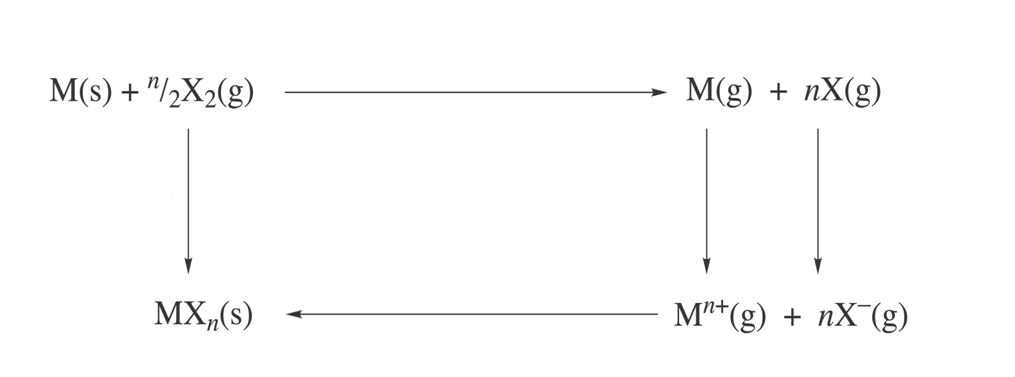 M(s) + ⁿ/₂X₂(g) M(g) + nX(g)
MXₙ(s) Mⁿ⁺(g) + nX⁻(g)